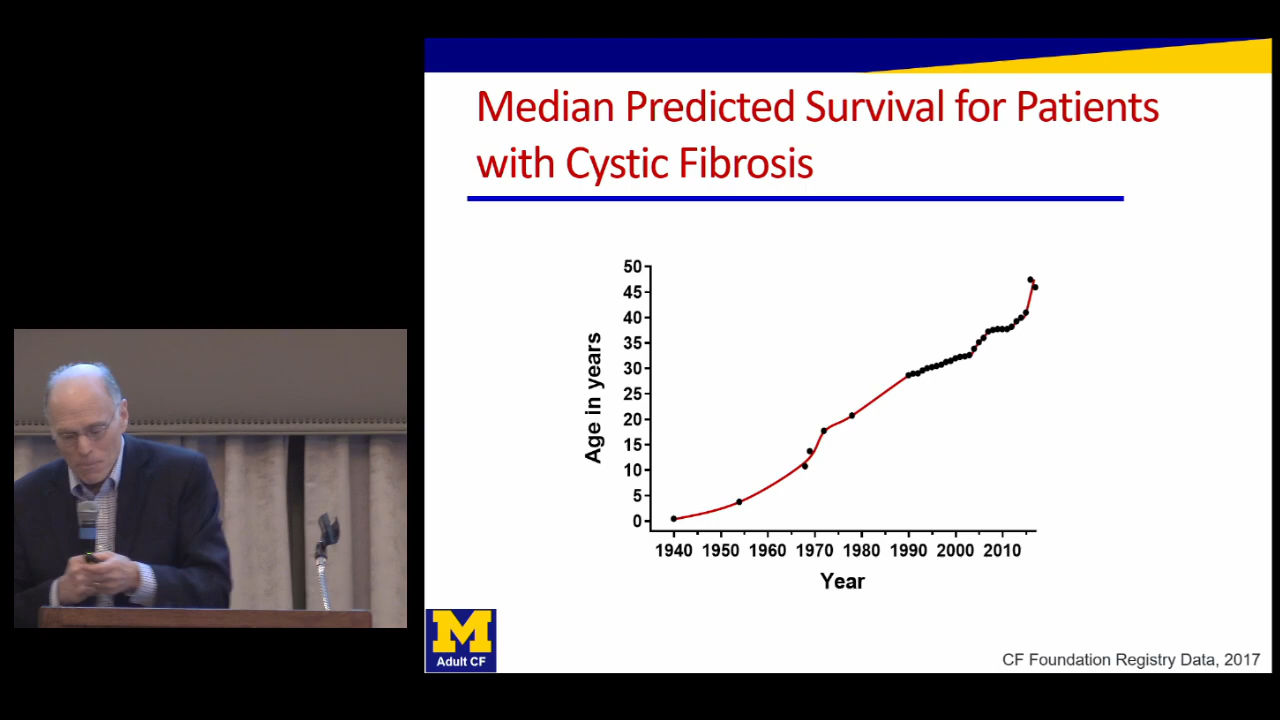 Median Predicted Survival for Patients
with Cystic Fibrosis
50
45
40
35
30
25
20
15
10
5
0
Age in years
1940 1950 1960 1970 1980 1990 2000 2010
Year
M
Adult CF
CF Foundation Registry Data, 2017